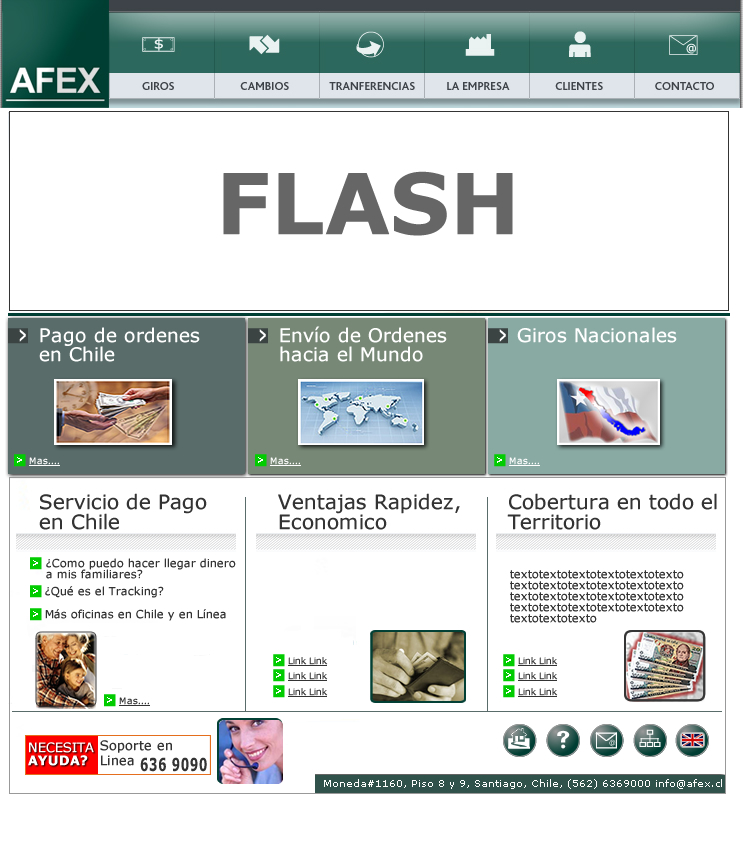 AFEX
GIROS
CAMBIOS
TRANFERENCIAS
LA EMPRESA
CLIENTES
CONTACTO
FLASH
Pago de ordenes
en Chile
Mas....
Envío de Ordenes
hacia el Mundo
Mas....
Giros Nacionales
Mas....
Servicio de Pago
en Chile
¿Como puedo hacer llegar dinero
a mis familiares?
¿Qué es el Tracking?
Más oficinas en Chile y en Línea
Mas....
Ventajas Rapidez,
Economico
Link Link
Link Link
Link Link
Cobertura en todo el
Territorio
textotextotextotextotextotexto
textotextotextotextotextotexto
textotextotextotextotextotexto
textotextotextotextotextotexto
textotextotexto
Link Link
Link Link
Link Link
NECESITA
AYUDA?
Soporte en
Linea 636 9090
Moneda#1160, Piso 8 y 9, Santiago, Chile, (562) 6369000 info@afex.cl